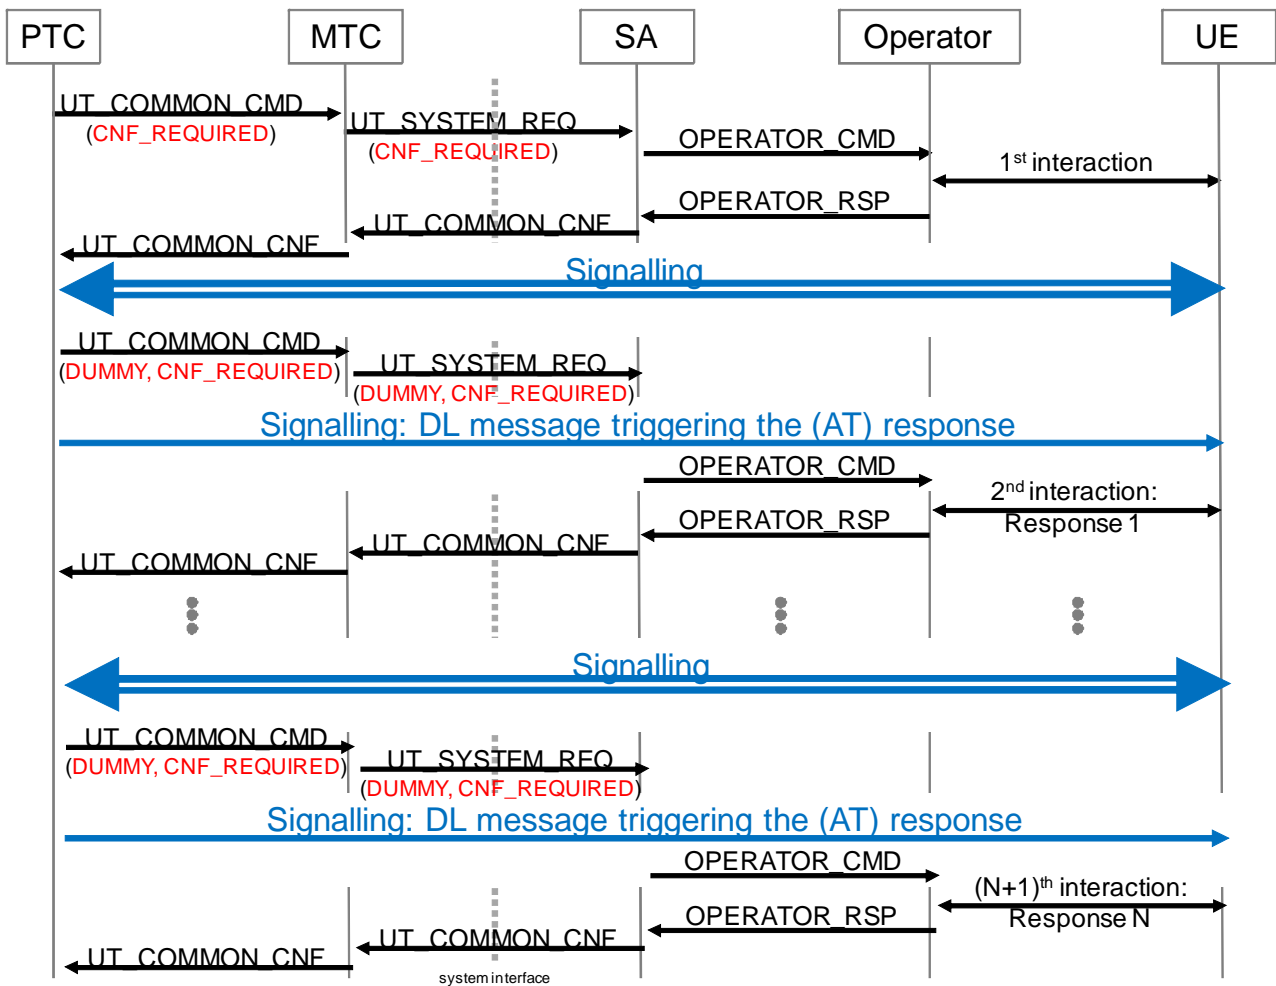 PTC
MTC
SA
Operator
UE
UT_COMMON_CMD
(CNF_REQUIRED)
UT_SYSTEM_REQ
(CNF_REQUIRED)
OPERATOR_CMD
1st interaction
OPERATOR_RSP
UT_COMMON_CNF
UT_COMMON_CNF
Signalling
UT_COMMON_CMD
(DUMMY, CNF_REQUIRED)
UT_SYSTEM_REQ
(DUMMY, CNF_REQUIRED)
Signalling: DL message triggering the (AT) response
OPERATOR_CMD
2nd interaction:
Response 1
OPERATOR_RSP
UT_COMMON_CNF
UT_COMMON_CNF
Signalling
UT_COMMON_CMD
(DUMMY, CNF_REQUIRED)
UT_SYSTEM_REQ
(DUMMY, CNF_REQUIRED)
Signalling: DL message triggering the (AT) response
OPERATOR_CMD
(N+1)th interaction:
Response N
OPERATOR_RSP
UT_COMMON_CNF
UT_COMMON_CNF
system interface